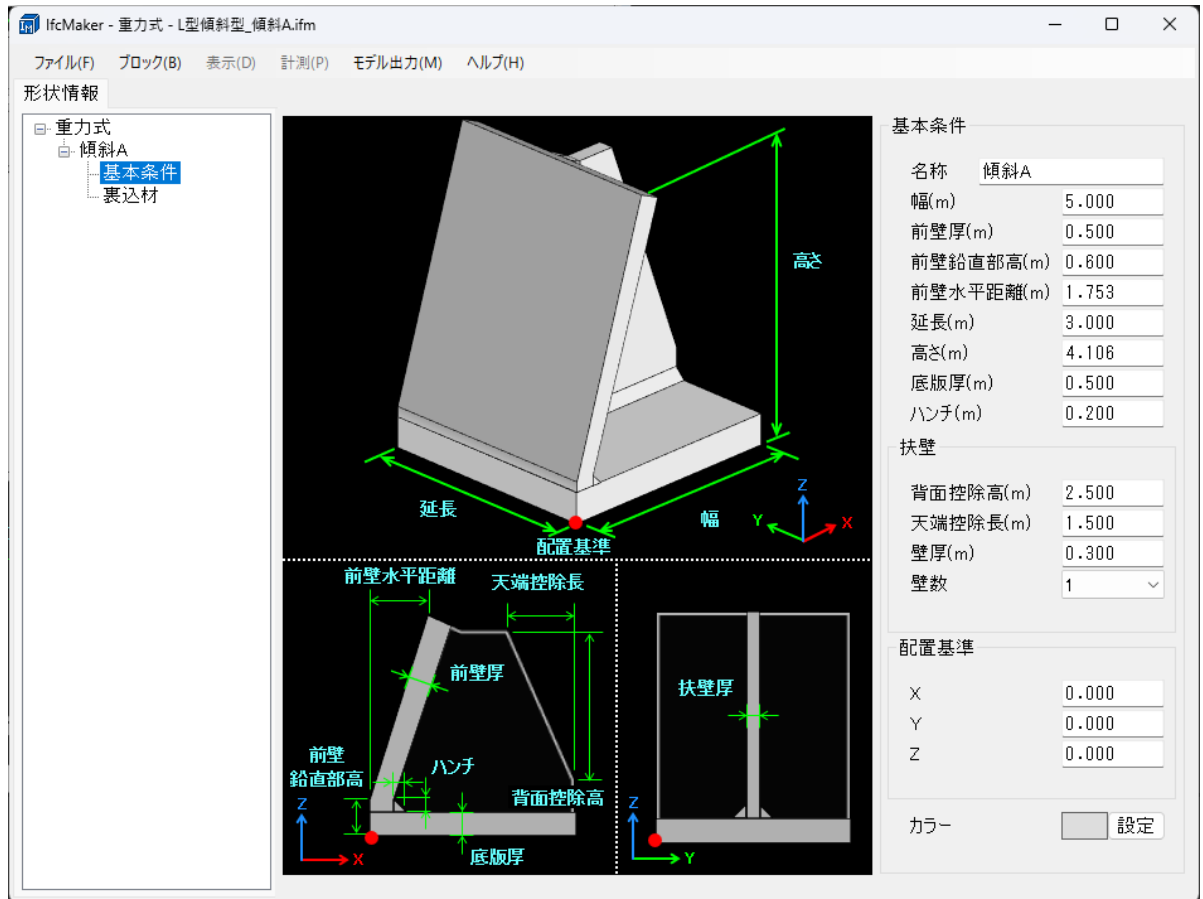 IfcMaker - 重力式 - L型傾斜型_傾斜A.ifm
ファイル(F) ブロック(B) 表示(D) 計測(P) モデル出力(M) ヘルプ(H)
形状情報
重力式
傾斜A
基本条件
裏込材
高さ
延長
幅
配置基準
Z
Y
X
前壁水平距離
天端控除長
前壁厚
前壁
鉛直部高
ハンチ
背面控除高
底版厚
Z
X
扶壁厚
Z
Y
基本条件
名称 傾斜A
幅(m) 5.000
前壁厚(m) 0.500
前壁鉛直部高(m) 0.600
前壁水平距離(m) 1.753
延長(m) 3.000
高さ(m) 4.106
底版厚(m) 0.500
ハンチ(m) 0.200
扶壁
背面控除高(m) 2.500
天端控除長(m) 1.500
壁厚(m) 0.300
壁数 1
配置基準
X 0.000
Y 0.000
Z 0.000
カラー 設定